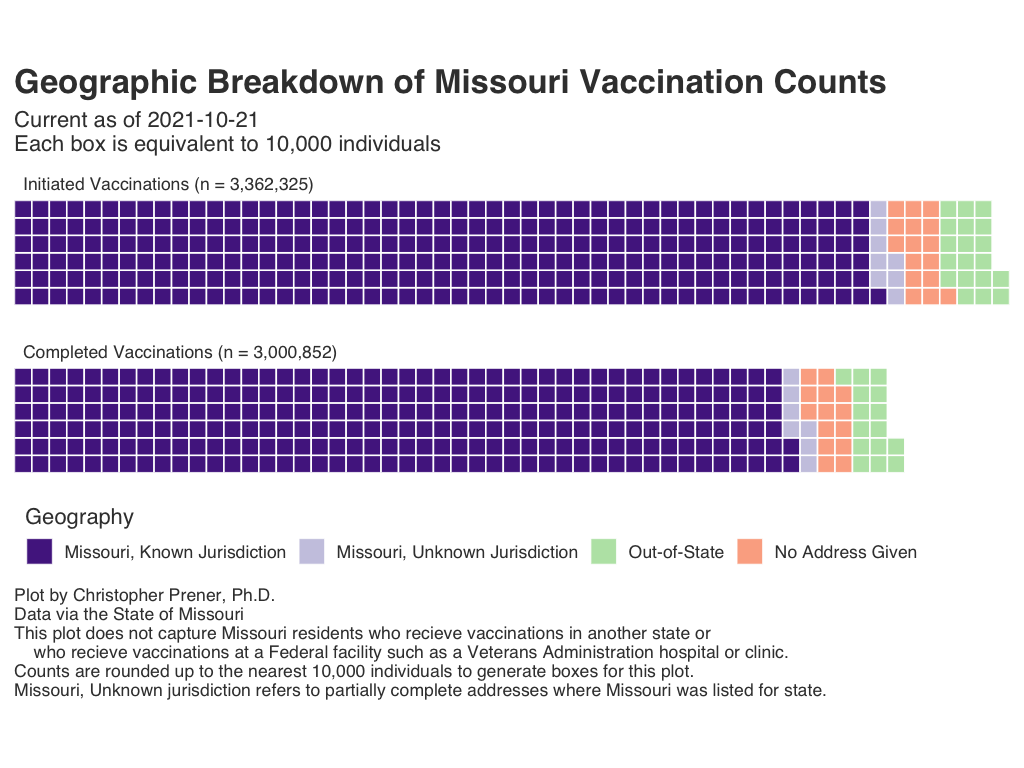 Geographic Breakdown of Missouri Vaccination Counts
Current as of 2021-10-21
Each box is equivalent to 10,000 individuals
Initiated Vaccinations (n = 3,362,325)
Completed Vaccinations (n = 3,000,852)
Geography
Missouri, Known Jurisdiction Missouri, Unknown Jurisdiction Out-of-State No Address Given
Plot by Christopher Prener, Ph.D.
Data via the State of Missouri
This plot does not capture Missouri residents who recieve vaccinations in another state or
who recieve vaccinations at a Federal facility such as a Veterans Administration hospital or clinic.
Counts are rounded up to the nearest 10,000 individuals to generate boxes for this plot.
Missouri, Unknown jurisdiction refers to partially complete addresses where Missouri was listed for state.